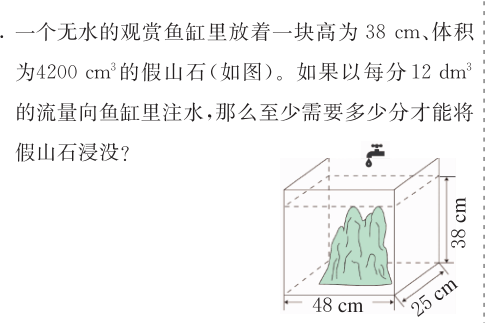 . 一个无水的观赏鱼缸里放着一块高为 38 cm、体积
为4200 cm³的假山石(如图)。如果以每分12 dm³
的流量向鱼缸里注水,那么至少需要多少分才能将
假山石浸没?
38 cm
48 cm
25 cm